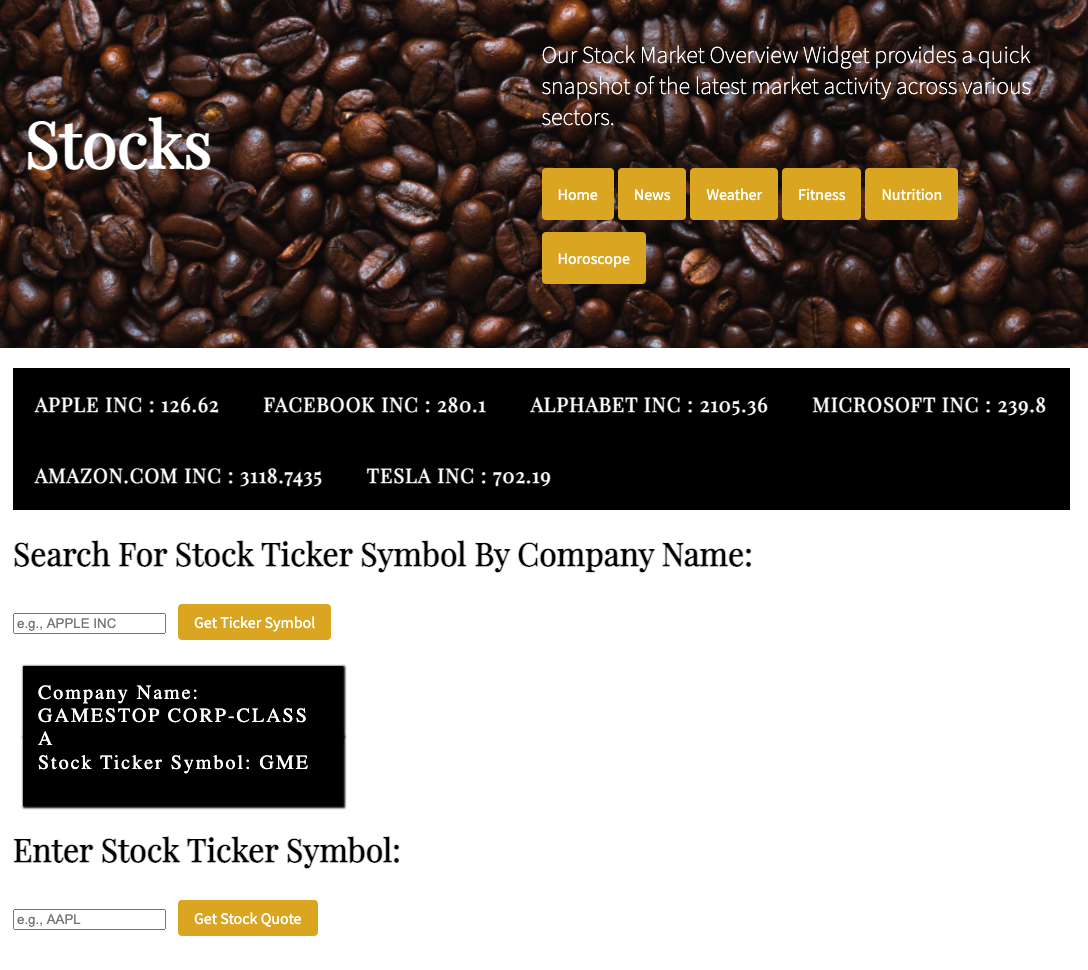 Stocks
Our Stock Market Overview Widget provides a quick
snapshot of the latest market activity across various
sectors.
Home News Weather Fitness Nutrition
Horoscope
APPLE INC : 126.62 FACEBOOK INC : 280.1 ALPHABET INC : 2105.36 MICROSOFT INC : 239.8
AMAZON.COM INC : 3118.7435 TESLA INC : 702.19
Search For Stock Ticker Symbol By Company Name:
e.g., APPLE INC Get Ticker Symbol
Company Name:
GAMESTOP CORP-CLASS
A
Stock Ticker Symbol: GME
Enter Stock Ticker Symbol:
e.g., AAPL Get Stock Quote